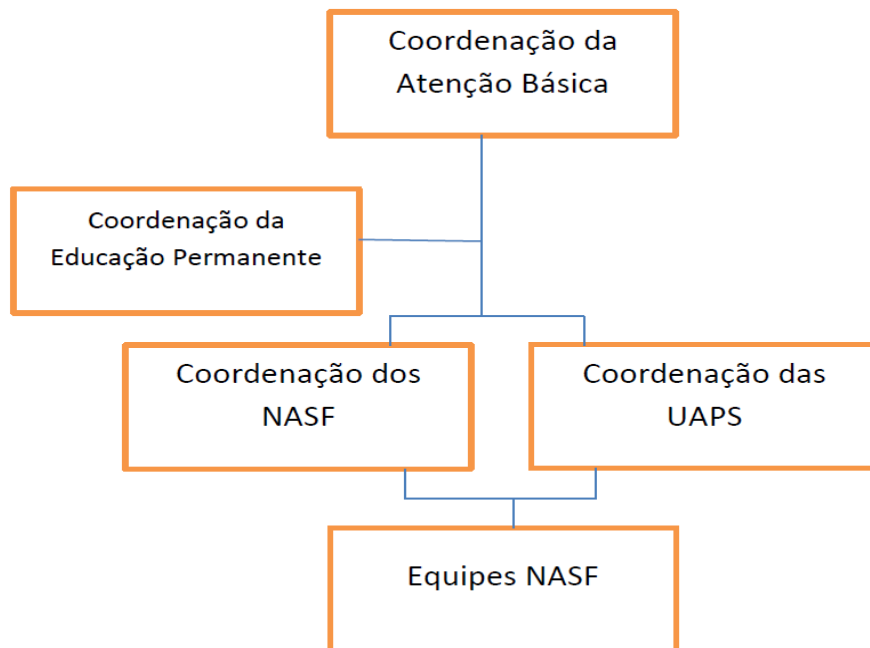 Coordenação da
Atenção Básica
Coordenação da
Educação Permanente
Coordenação dos
NASF
Coordenação das
UAPS
Equipes NASF